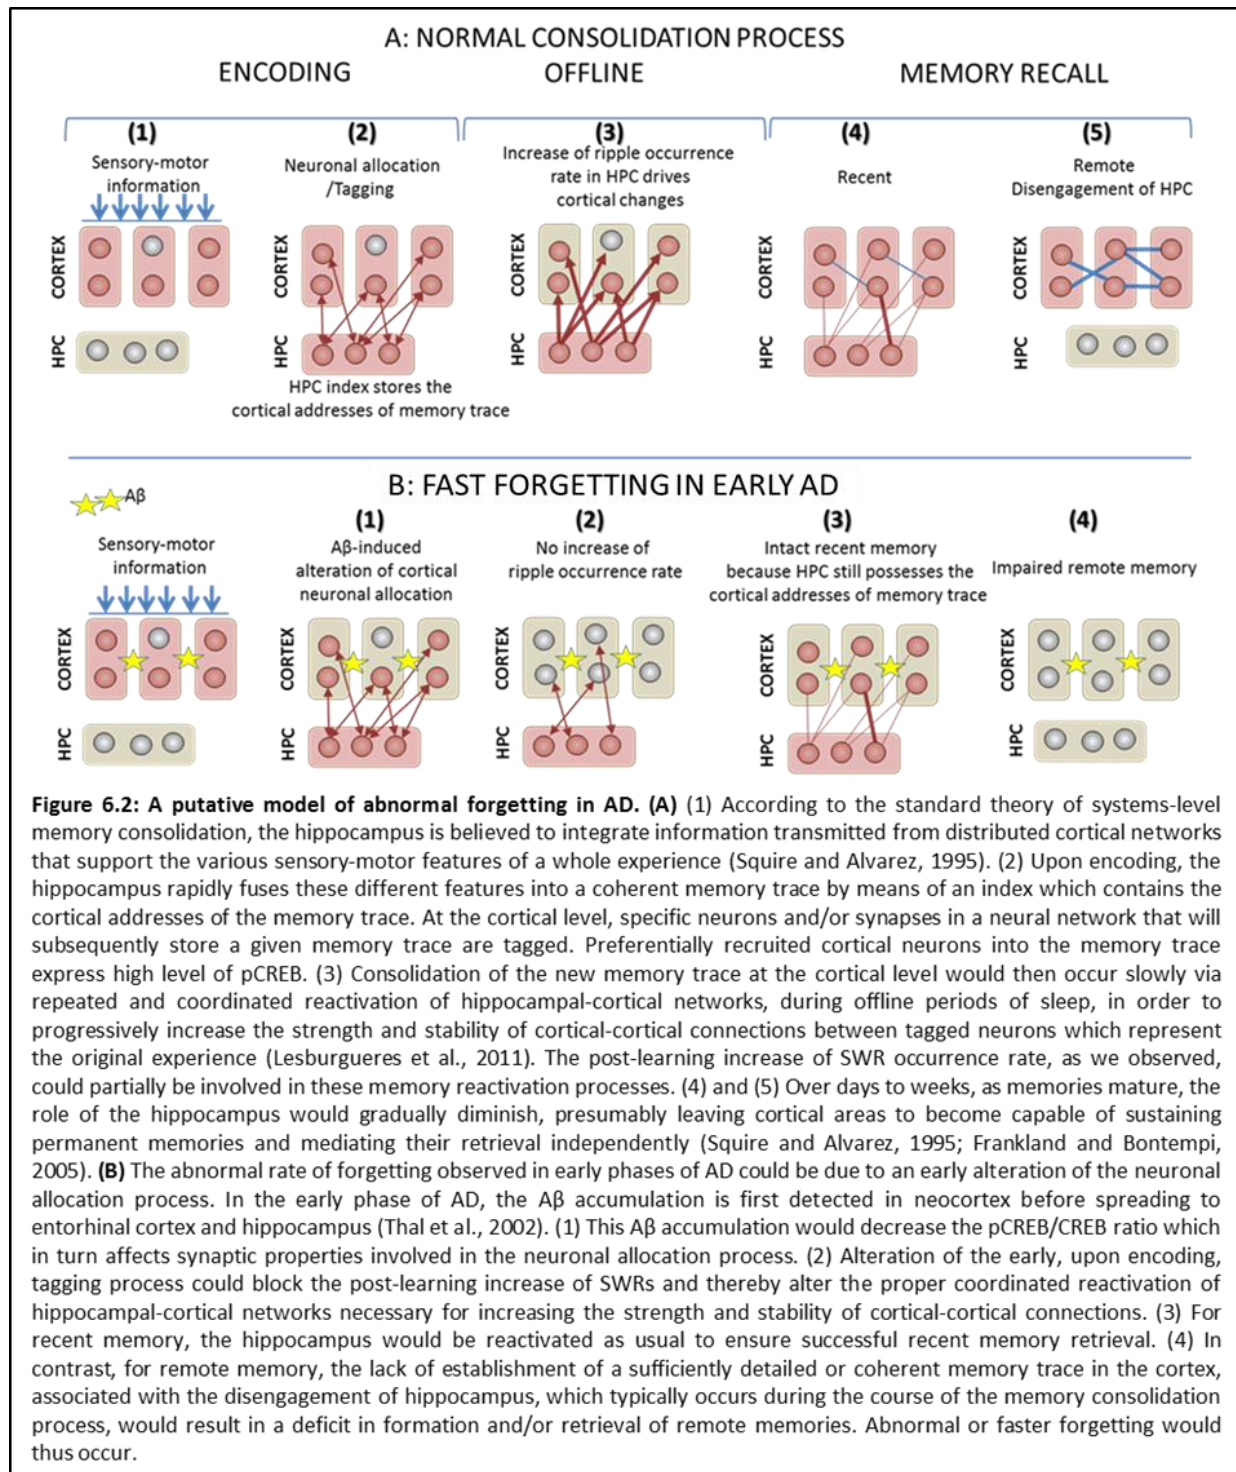 A: NORMAL CONSOLIDATION PROCESS
ENCODING
OFFLINE
MEMORY RECALL
(1)
Sensory-motor
information
CORTEX
HPC
(2)
Neuronal allocation
/Tagging
CORTEX
HPC
HPC index stores the
cortical addresses of memory trace
(3)
Increase of ripple occurrence
rate in HPC drives
cortical changes
CORTEX
HPC
(4)
Recent
CORTEX
HPC
(5)
Remote
Disengagement of HPC
CORTEX
HPC
B: FAST FORGETTING IN EARLY AD
Aβ
Sensory-motor
information
CORTEX
HPC
(1)
Aβ-induced
alteration of cortical
neuronal allocation
CORTEX
HPC
(2)
No increase of
ripple occurrence rate
CORTEX
HPC
(3)
Intact recent memory
because HPC still possesses the
cortical addresses of memory trace
CORTEX
HPC
(4)
Impaired remote memory
CORTEX
HPC
Figure 6.2: A putative model of abnormal forgetting in AD. (A) (1) According to the standard theory of systems-level
memory consolidation, the hippocampus is believed to integrate information transmitted from distributed cortical networks
that support the various sensory-motor features of a whole experience (Squire and Alvarez, 1995). (2) Upon encoding, the
hippocampus rapidly fuses these different features into a coherent memory trace by means of an index which contains the
cortical addresses of the memory trace. At the cortical level, specific neurons and/or synapses in a neural network that will
subsequently store a given memory trace are tagged. Preferentially recruited cortical neurons into the memory trace
express high level of pCREB. (3) Consolidation of the new memory trace at the cortical level would then occur slowly via
repeated and coordinated reactivation of hippocampal-cortical networks, during offline periods of sleep, in order to
progressively increase the strength and stability of cortical-cortical connections between tagged neurons which represent
the original experience (Lesburgueres et al., 2011). The post-learning increase of SWR occurrence rate, as we observed,
could partially be involved in these memory reactivation processes. (4) and (5) Over days to weeks, as memories mature, the
role of the hippocampus would gradually diminish, presumably leaving cortical areas to become capable of sustaining
permanent memories and mediating their retrieval independently (Squire and Alvarez, 1995; Frankland and Bontempi,
2005). (B) The abnormal rate of forgetting observed in early phases of AD could be due to an early alteration of the neuronal
allocation process. In the early phase of AD, the Aβ accumulation is first detected in neocortex before spreading to
entorhinal cortex and hippocampus (Thal et al., 2002). (1) This Aβ accumulation would decrease the pCREB/CREB ratio which
in turn affects synaptic properties involved in the neuronal allocation process. (2) Alteration of the early, upon encoding,
tagging process could block the post-learning increase of SWRs and thereby alter the proper coordinated reactivation of
hippocampal-cortical networks necessary for increasing the strength and stability of cortical-cortical connections. (3) For
recent memory, the hippocampus would be reactivated as usual to ensure successful recent memory retrieval. (4) In
contrast, for remote memory, the lack of establishment of a sufficiently detailed or coherent memory trace in the cortex,
associated with the disengagement of hippocampus, which typically occurs during the course of the memory consolidation
process, would result in a deficit in formation and/or retrieval of remote memories. Abnormal or faster forgetting would
thus occur.